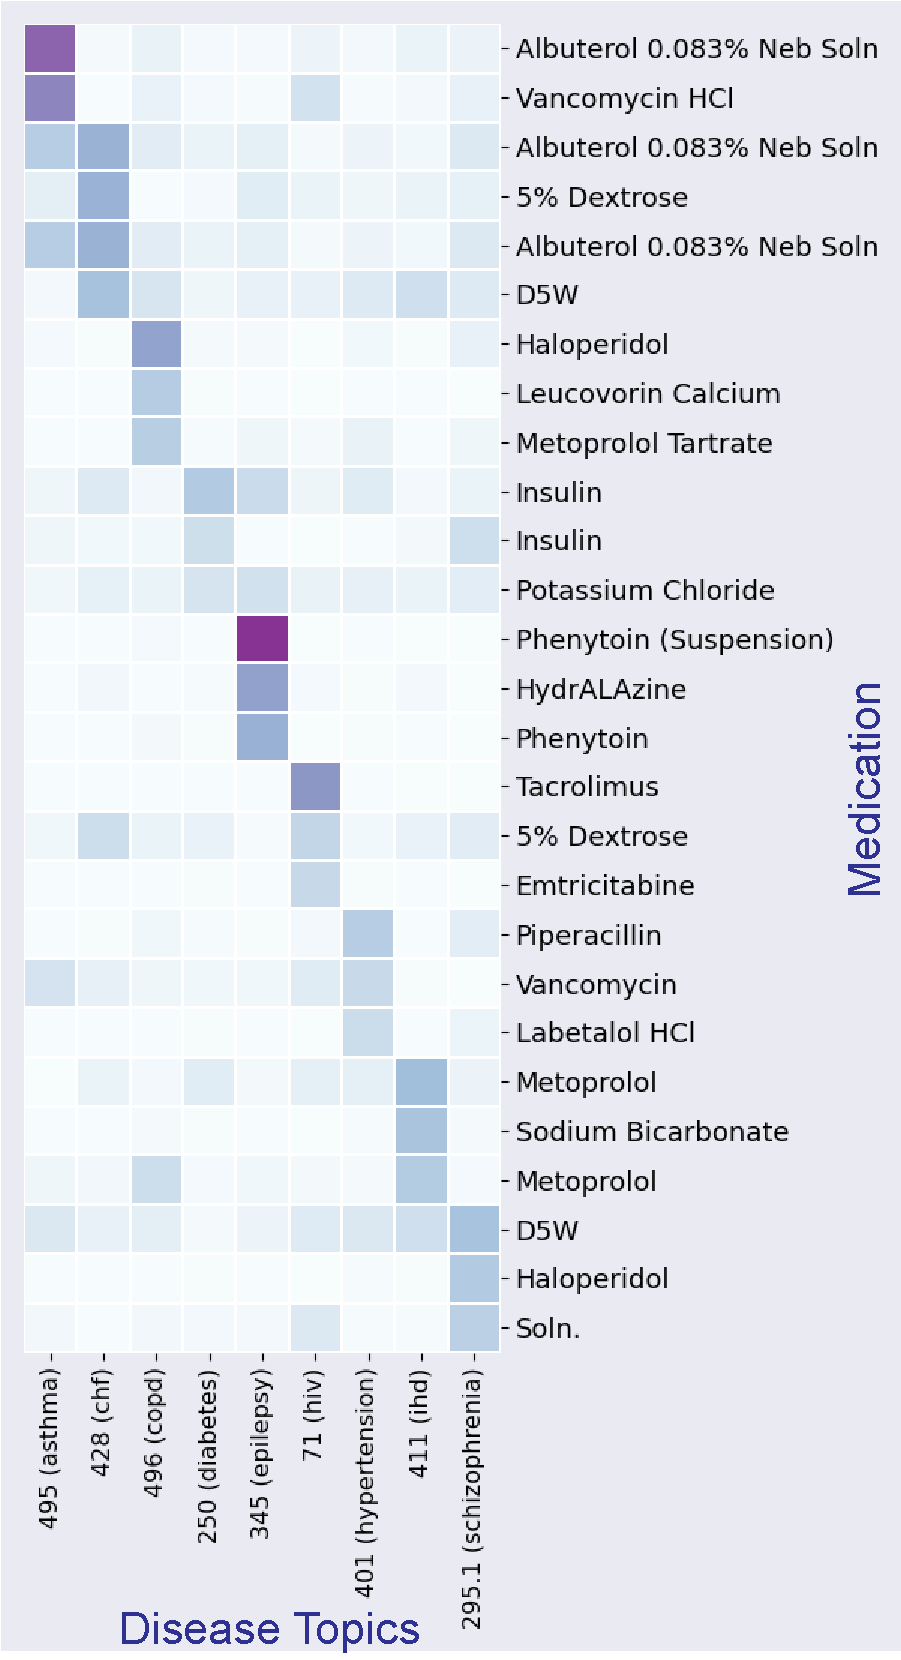 Albuterol 0.083% Neb Soln
Vancomycin HCl
Albuterol 0.083% Neb Soln
5% Dextrose
Albuterol 0.083% Neb Soln
D5W
Haloperidol
Leucovorin Calcium
Metoprolol Tartrate
Insulin
Insulin
Potassium Chloride
Phenytoin (Suspension)
HydrALAzine
Phenytoin
Tacrolimus
5% Dextrose
Emtricitabine
Piperacillin
Vancomycin
Labetalol HCl
Metoprolol
Sodium Bicarbonate
Metoprolol
D5W
Haloperidol
Soln.
Medication
495 (asthma)
428 (chf)
496 (copd)
250 (diabetes)
345 (epilepsy)
71 (hiv)
401 (hypertension)
411 (ihd)
295.1 (schizophrenia)
Disease Topics